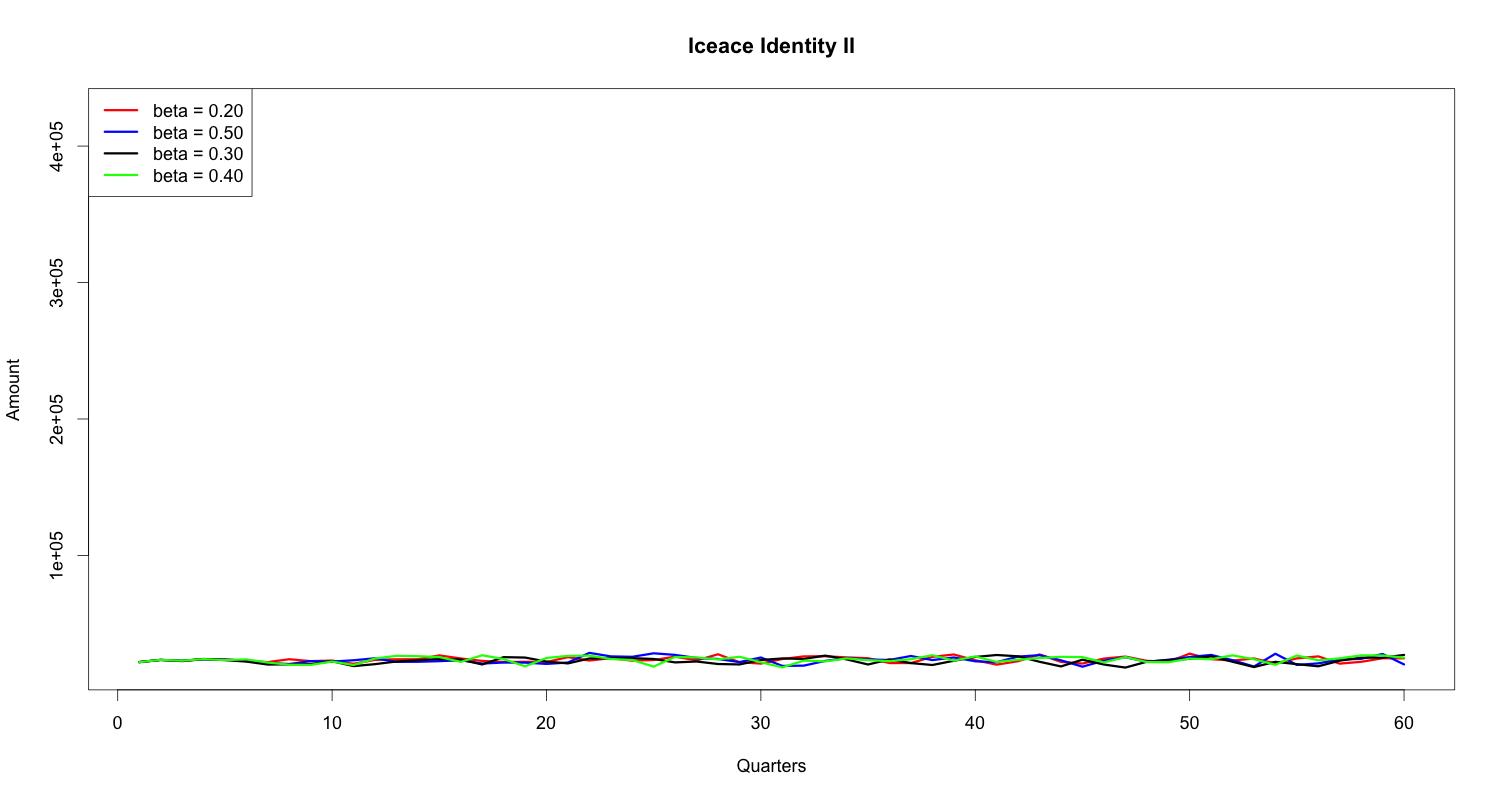 Iceace Identity II
beta = 0.20
beta = 0.50
beta = 0.30
beta = 0.40
4e+05
3e+05
2e+05
1e+05
Amount
0 10 20 30 40 50 60
Quarters